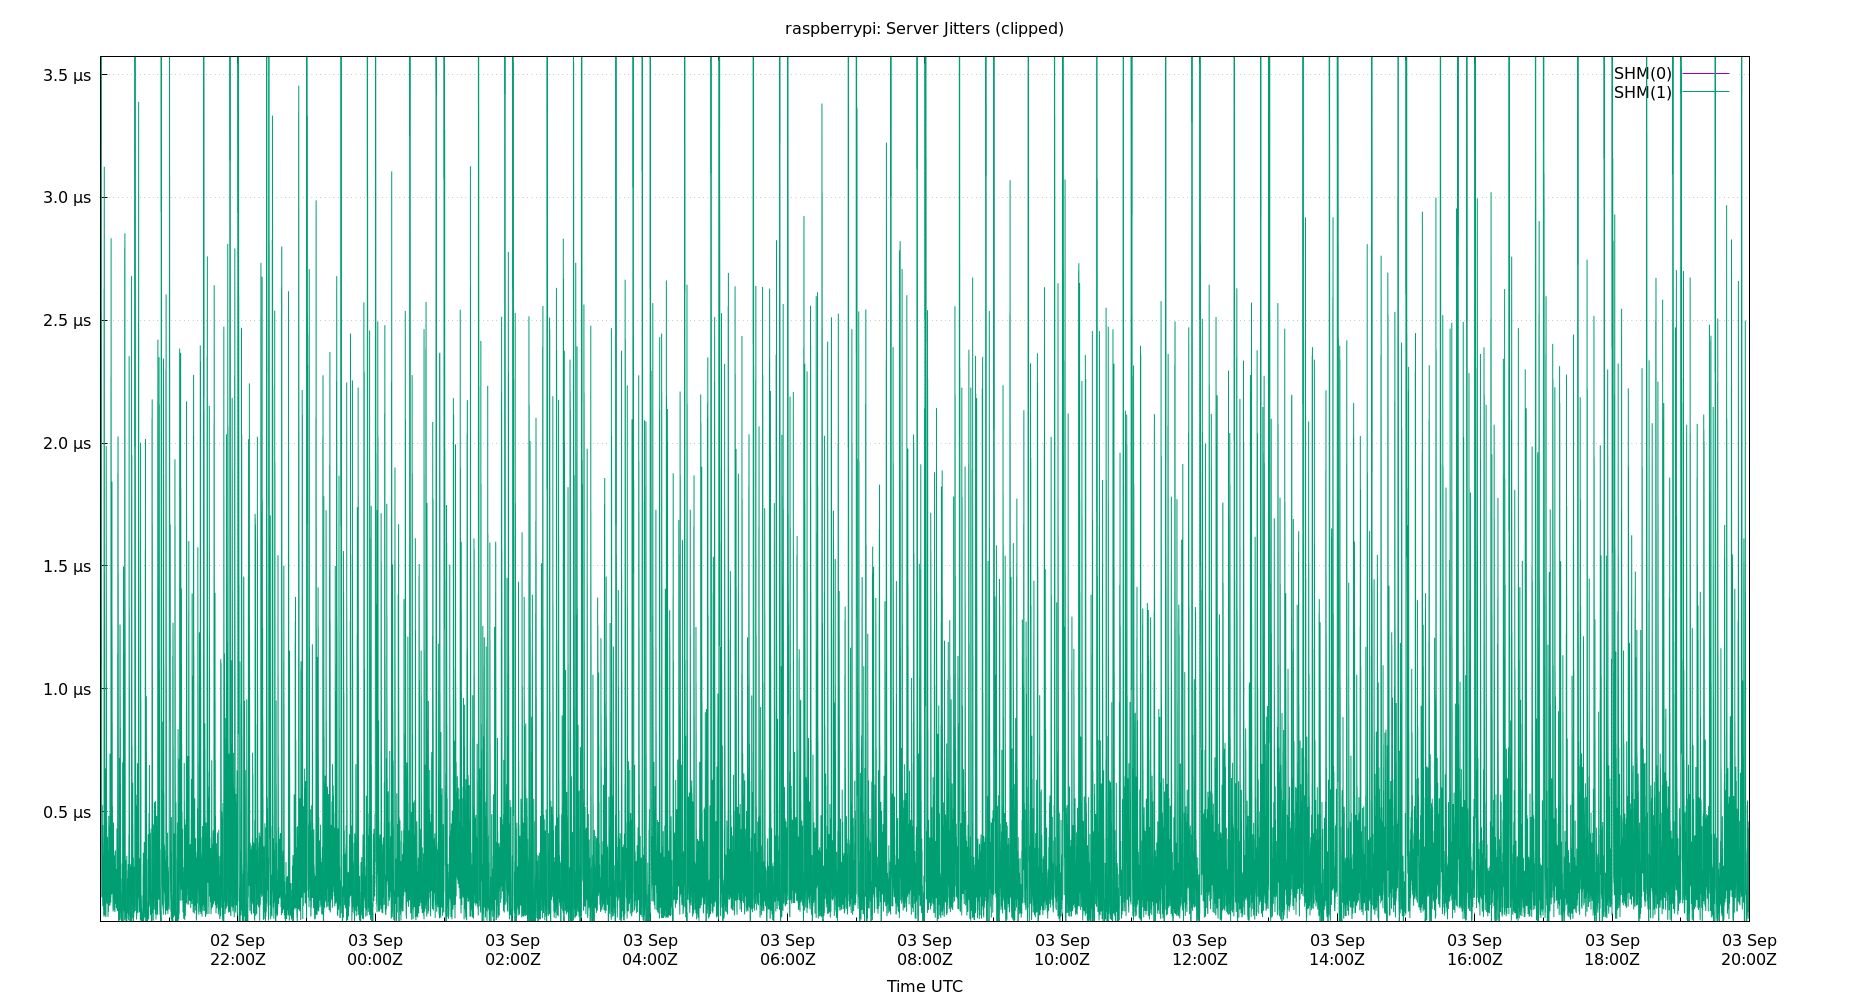 raspberrypi: Server Jitters (clipped)
3.5 µs
3.0 µs
2.5 µs
2.0 µs
1.5 µs
1.0 µs
0.5 µs
SHM(0)
SHM(1)
02 Sep
22:00Z
03 Sep
00:00Z
03 Sep
02:00Z
03 Sep
04:00Z
03 Sep
06:00Z
03 Sep
08:00Z
03 Sep
10:00Z
03 Sep
12:00Z
03 Sep
14:00Z
03 Sep
16:00Z
03 Sep
18:00Z
03 Sep
20:00Z
Time UTC